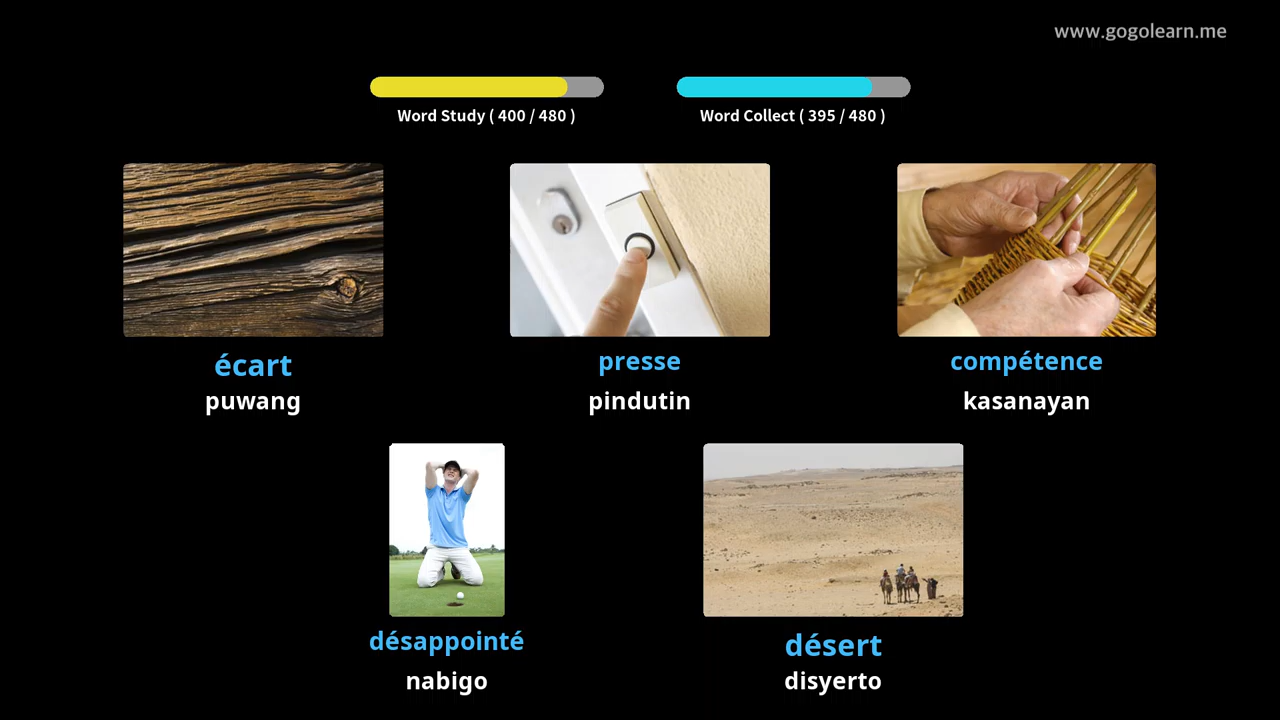 www.gogolearn.me
Word Study ( 400 / 480 )
Word Collect ( 395 / 480 )
écart
puwang
presse
pindutin
compétence
kasanayan
désappointé
nabigo
désert
disyerto